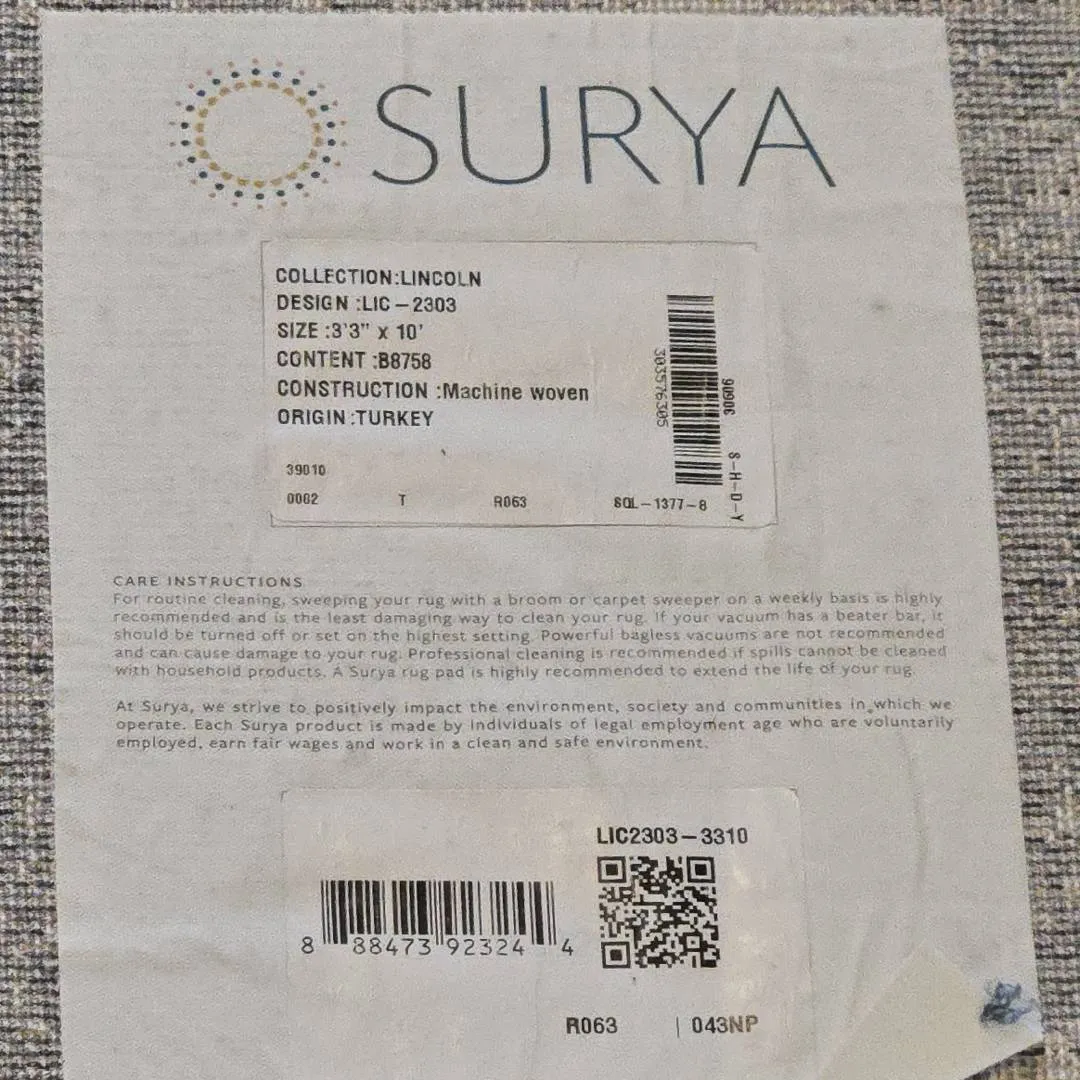 SURYA
COLLECTION:LINCOLN
DESIGN :LIC-2303
SIZE :3'3" x 10'
CONTENT :B8758
CONSTRUCTION :Machine woven
ORIGIN :TURKEY
303576305
30606
S-H-D-Y
39010
0002 T R063 SQL-1377-8
CARE INSTRUCTIONS
For routine cleaning, sweeping your rug with a broom or carpet sweeper on a weekly basis is highly
recommended and is the least damaging way to clean your rug. If your vacuum has a beater bar, it
should be turned off or set on the highest setting. Powerful bagless vacuums are not recommended
and can cause damage to your rug. Professional cleaning is recommended if spills cannot be cleaned
with household products. A Surya rug pad is highly recommended to extend the life of your rug.
At Surya, we strive to positively impact the environment, society and communities in which we
operate. Each Surya product is made by individuals of legal employment age who are voluntarily
employed, earn fair wages and work in a clean and safe environment.
LIC2303-3310
8 88473 92324 4
R063 | 043NP